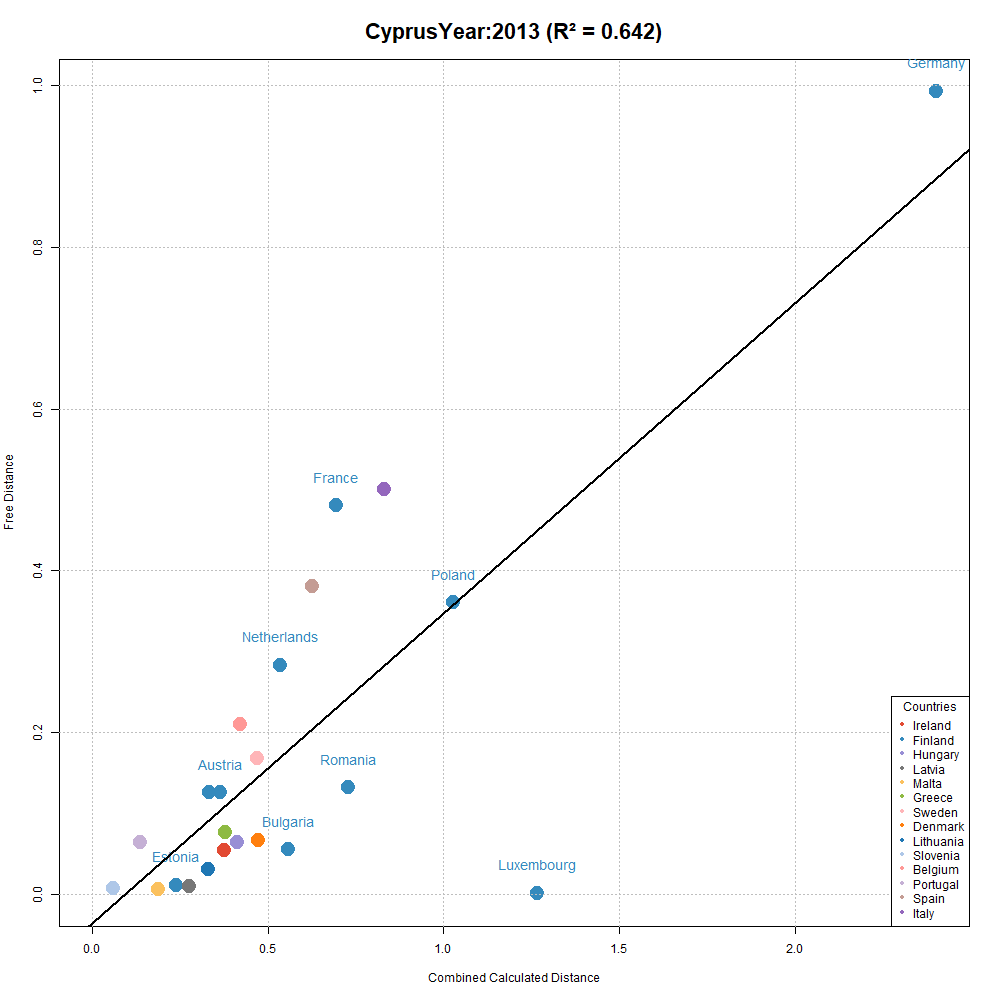 CyprusYear:2013 (R² = 0.642)
Germany
1.0
0.8
0.6
0.4
0.2
0.0
Free Distance
France
Poland
Netherlands
Romania
Austria
Bulgaria
Estonia
Luxembourg
Countries
Ireland
Finland
Hungary
Latvia
Malta
Greece
Sweden
Denmark
Lithuania
Slovenia
Belgium
Portugal
Spain
Italy
0.0 0.5 1.0 1.5 2.0
Combined Calculated Distance